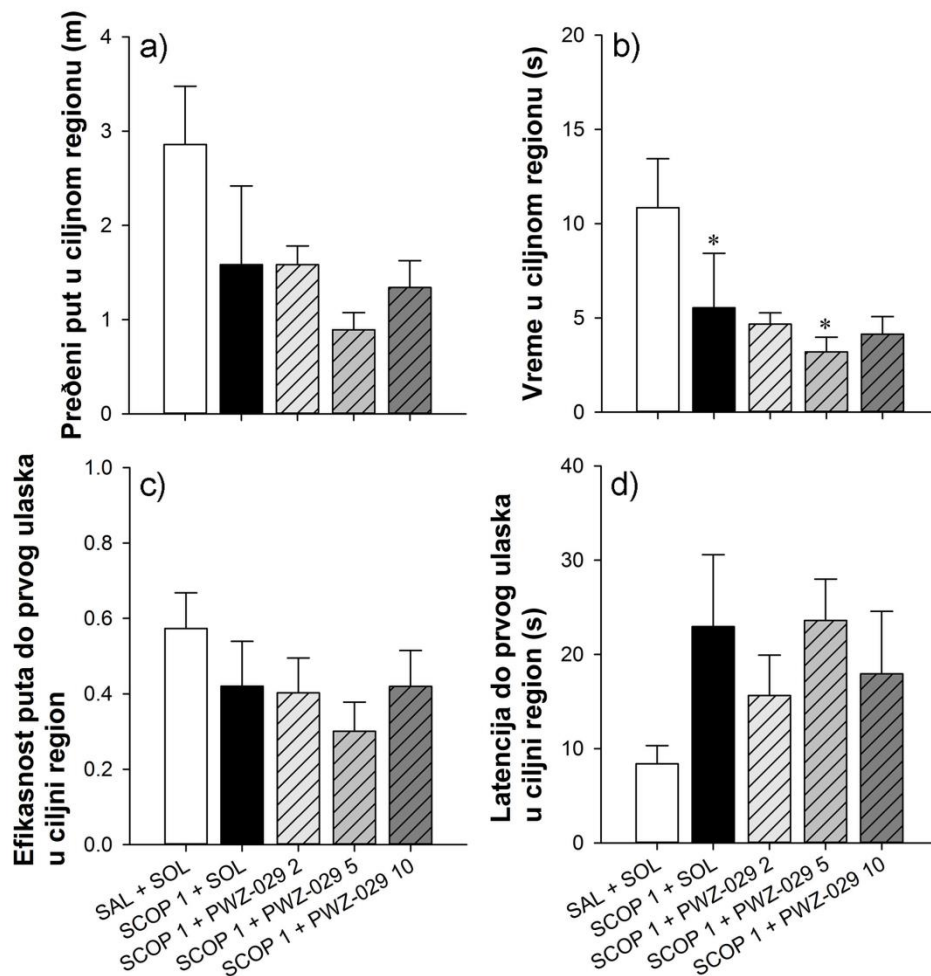 a)
Pređeni put u ciljnom regionu (m)
4
3
2
1
0
b)
Vreme u ciljnom regionu (s)
20
15
10
5
0
*
*
c)
Efikasnost puta do prvog ulaska
u ciljni region
1.0
0.8
0.6
0.4
0.2
0.0
SAL + SOL
SCOP 1 + SOL
SCOP 1 + PWZ-029 2
SCOP 1 + PWZ-029 5
SCOP 1 + PWZ-029 10
d)
Latencija do prvog ulaska
u ciljni region (s)
40
30
20
10
0
SAL + SOL
SCOP 1 + SOL
SCOP 1 + PWZ-029 2
SCOP 1 + PWZ-029 5
SCOP 1 + PWZ-029 10